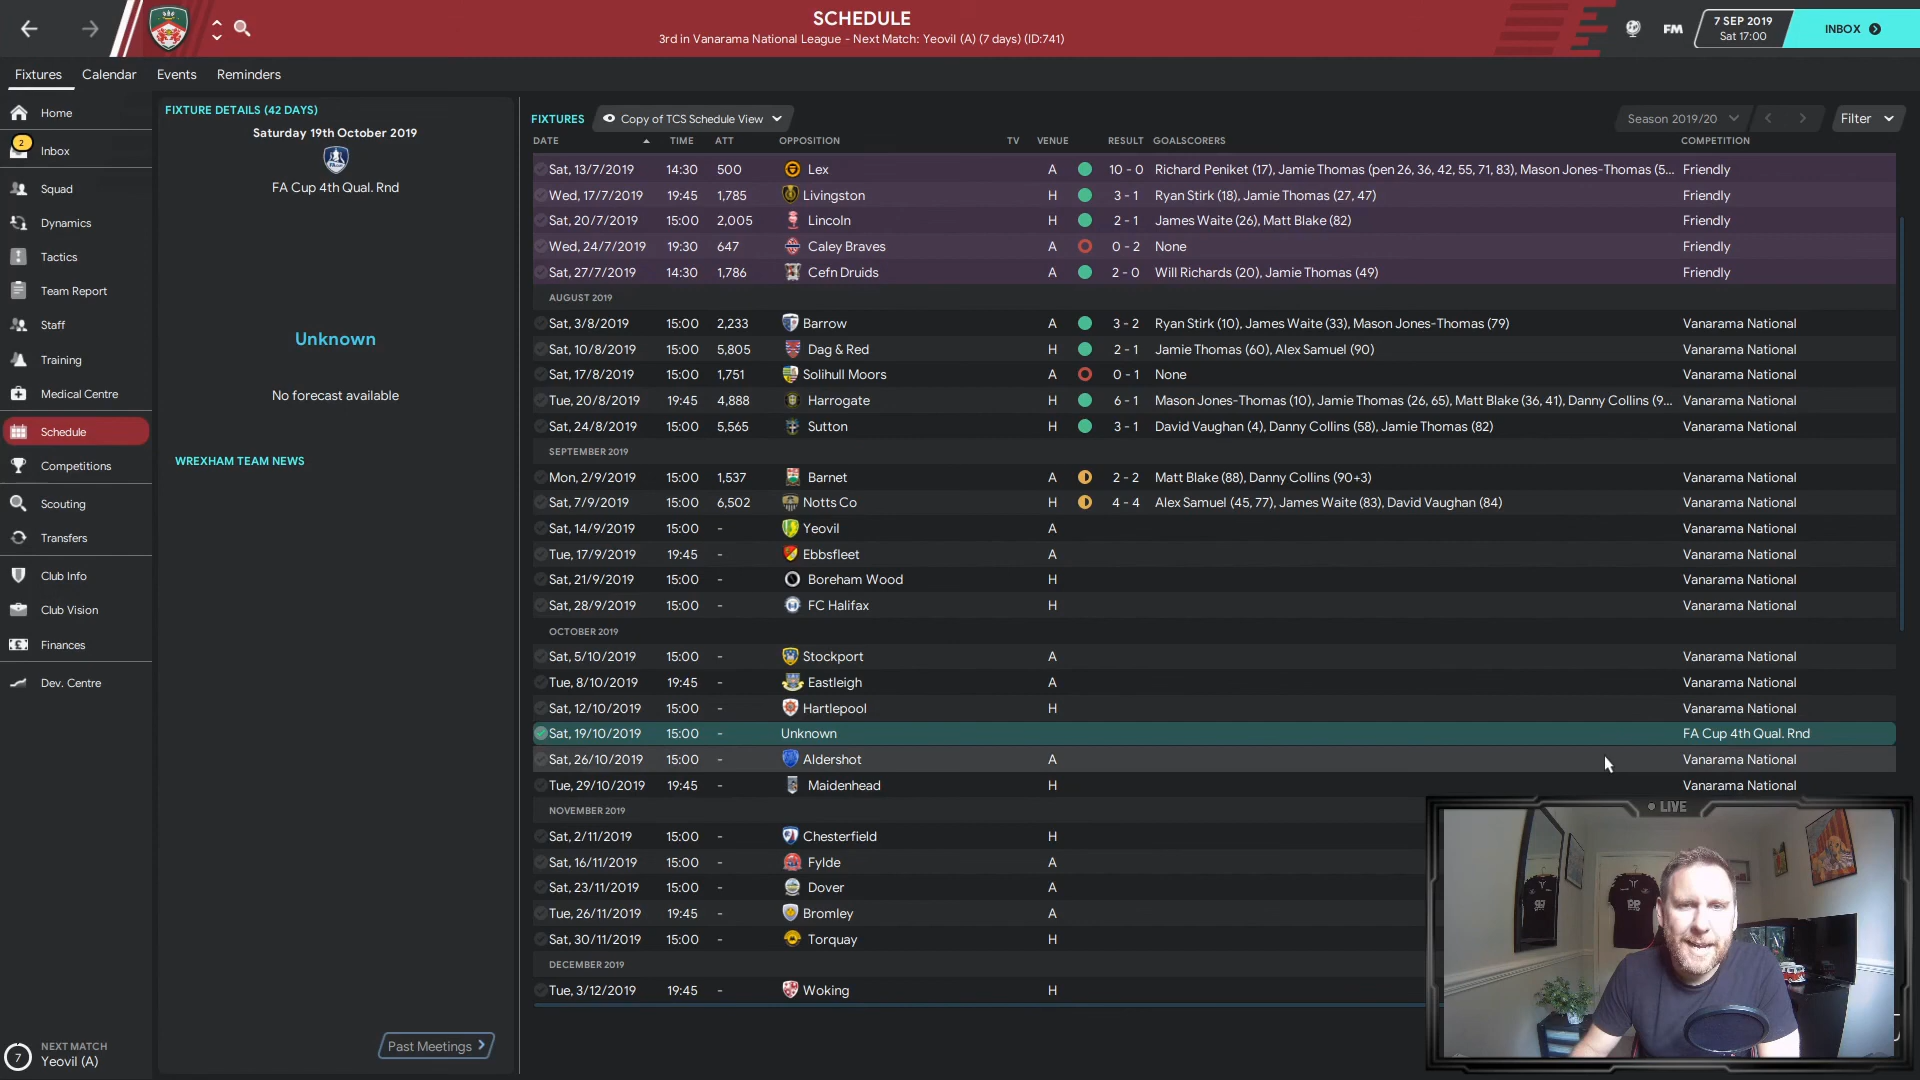 SCHEDULE
3rd in Vanarama National League - Next Match: Yeovil (A) (7 days) (ID:741)
FM
7 SEP 2019
Sat 17:00
INBOX
Fixtures Calendar Events Reminders
Home
2
Inbox
Squad
Dynamics
Tactics
Team Report
Staff
Training
Medical Centre
Schedule
Competitions
Scouting
Transfers
Club Info
Club Vision
Finances
Dev. Centre
7
NEXT MATCH
Yeovil (A)
FIXTURE DETAILS (42 DAYS)
Saturday 19th October 2019
FA Cup 4th Qual. Rnd
Unknown
No forecast available
WREXHAM TEAM NEWS
Past Meetings
FIXTURES Copy of TCS Schedule View Season 2019/20 Filter
DATE TIME ATT OPPOSITION TV VENUE RESULT GOALSCORERS COMPETITION
Sat, 13/7/2019 14:30 500 Lex A 10 - 0 Richard Peniket (17), Jamie Thomas (pen 26, 36, 42, 55, 71, 83), Mason Jones-Thomas (5... Friendly
Wed, 17/7/2019 19:45 1,785 Livingston H 3 - 1 Ryan Stirk (18), Jamie Thomas (27, 47) Friendly
Sat, 20/7/2019 15:00 2,005 Lincoln H 2 - 1 James Waite (26), Matt Blake (82) Friendly
Wed, 24/7/2019 19:30 647 Caley Braves A 0 - 2 None Friendly
Sat, 27/7/2019 14:30 1,786 Cefn Druids A 2 - 0 Will Richards (20), Jamie Thomas (49) Friendly
AUGUST 2019
Sat, 3/8/2019 15:00 2,233 Barrow A 3 - 2 Ryan Stirk (10), James Waite (33), Mason Jones-Thomas (79) Vanarama National
Sat, 10/8/2019 15:00 5,805 Dag & Red H 2 - 1 Jamie Thomas (60), Alex Samuel (90) Vanarama National
Sat, 17/8/2019 15:00 1,751 Solihull Moors A 0 - 1 None Vanarama National
Tue, 20/8/2019 19:45 4,888 Harrogate H 6 - 1 Mason Jones-Thomas (10), Jamie Thomas (26, 65), Matt Blake (36, 41), Danny Collins (9... Vanarama National
Sat, 24/8/2019 15:00 5,565 Sutton H 3 - 1 David Vaughan (4), Danny Collins (58), Jamie Thomas (82) Vanarama National
SEPTEMBER 2019
Mon, 2/9/2019 15:00 1,537 Barnet A 2 - 2 Matt Blake (88), Danny Collins (90+3) Vanarama National
Sat, 7/9/2019 15:00 6,502 Notts Co H 4 - 4 Alex Samuel (45, 77), James Waite (83), David Vaughan (84) Vanarama National
Sat, 14/9/2019 15:00 - Yeovil A Vanarama National
Tue, 17/9/2019 19:45 - Ebbsfleet A Vanarama National
Sat, 21/9/2019 15:00 - Boreham Wood H Vanarama National
Sat, 28/9/2019 15:00 - FC Halifax H Vanarama National
OCTOBER 2019
Sat, 5/10/2019 15:00 - Stockport A Vanarama National
Tue, 8/10/2019 19:45 - Eastleigh A Vanarama National
Sat, 12/10/2019 15:00 - Hartlepool H Vanarama National
Sat, 19/10/2019 15:00 - Unknown FA Cup 4th Qual. Rnd
Sat, 26/10/2019 15:00 - Aldershot A Vanarama National
Tue, 29/10/2019 19:45 - Maidenhead H Vanarama National
NOVEMBER 2019
Sat, 2/11/2019 15:00 - Chesterfield H
Sat, 16/11/2019 15:00 - Fylde A
Sat, 23/11/2019 15:00 - Dover A
Tue, 26/11/2019 19:45 - Bromley A
Sat, 30/11/2019 15:00 - Torquay H
DECEMBER 2019
Tue, 3/12/2019 19:45 - Woking H
LIVE